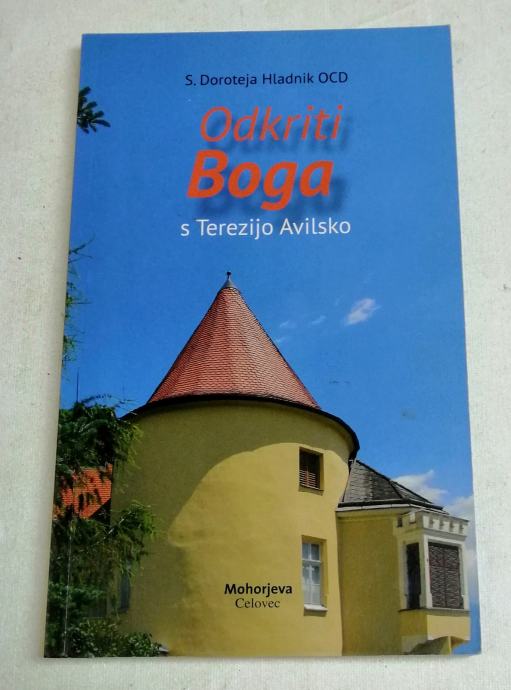 S. Doroteja Hladnik OCD
Odkriti
Boga
s Terezijo Avilsko
Mohorjeva
Celovec